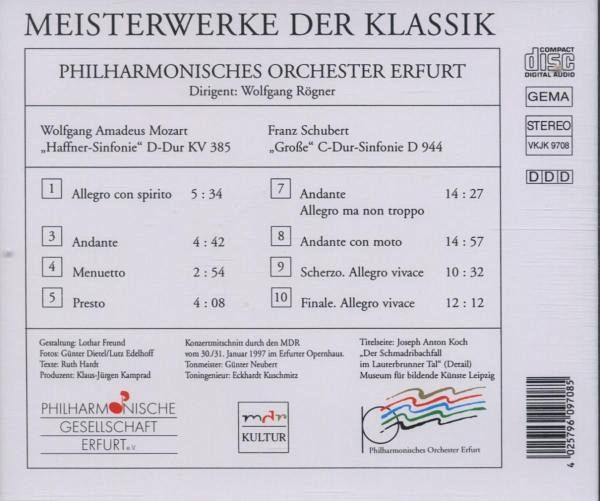 MEISTERWERKE DER KLASSIK
PHILHARMONISCHES ORCHESTER ERFURT
Dirigent: Wolfgang Rögner
COMPACT
disc
DIGITAL AUDIO
GEMA
STEREO
VKJK 9708
DDD
Wolfgang Amadeus Mozart
„Haffner-Sinfonie“ D-Dur KV 385
1 Allegro con spirito 5 : 34
3 Andante 4 : 42
4 Menuetto 2 : 54
5 Presto 4 : 08
Franz Schubert
„Große“ C-Dur-Sinfonie D 944
7 Andante 14 : 27
Allegro ma non troppo
8 Andante con moto 14 : 57
9 Scherzo. Allegro vivace 10 : 32
10 Finale. Allegro vivace 12 : 12
Gestaltung: Lothar Freund
Fotos: Günter Dietel/Lutz Edelhoff
Texte: Ruth Hardt
Produzent: Klaus-Jürgen Kamprad
Konzertmitschnitt durch den MDR
vom 30./31. Januar 1997 im Erfurter Opernhaus.
Tonmeister: Günter Neubert
Toningenieur: Eckhardt Kuschmitz
Titelseite: Joseph Anton Koch
„Der Schmadribachfall
im Lauterbrunner Tal“ (Detail)
Museum für bildende Künste Leipzig
PHILHARMONISCHE
GESELLSCHAFT
ERFURT e.V.
mdr
KULTUR
Philharmonisches Orchester Erfurt
4 025796 097085